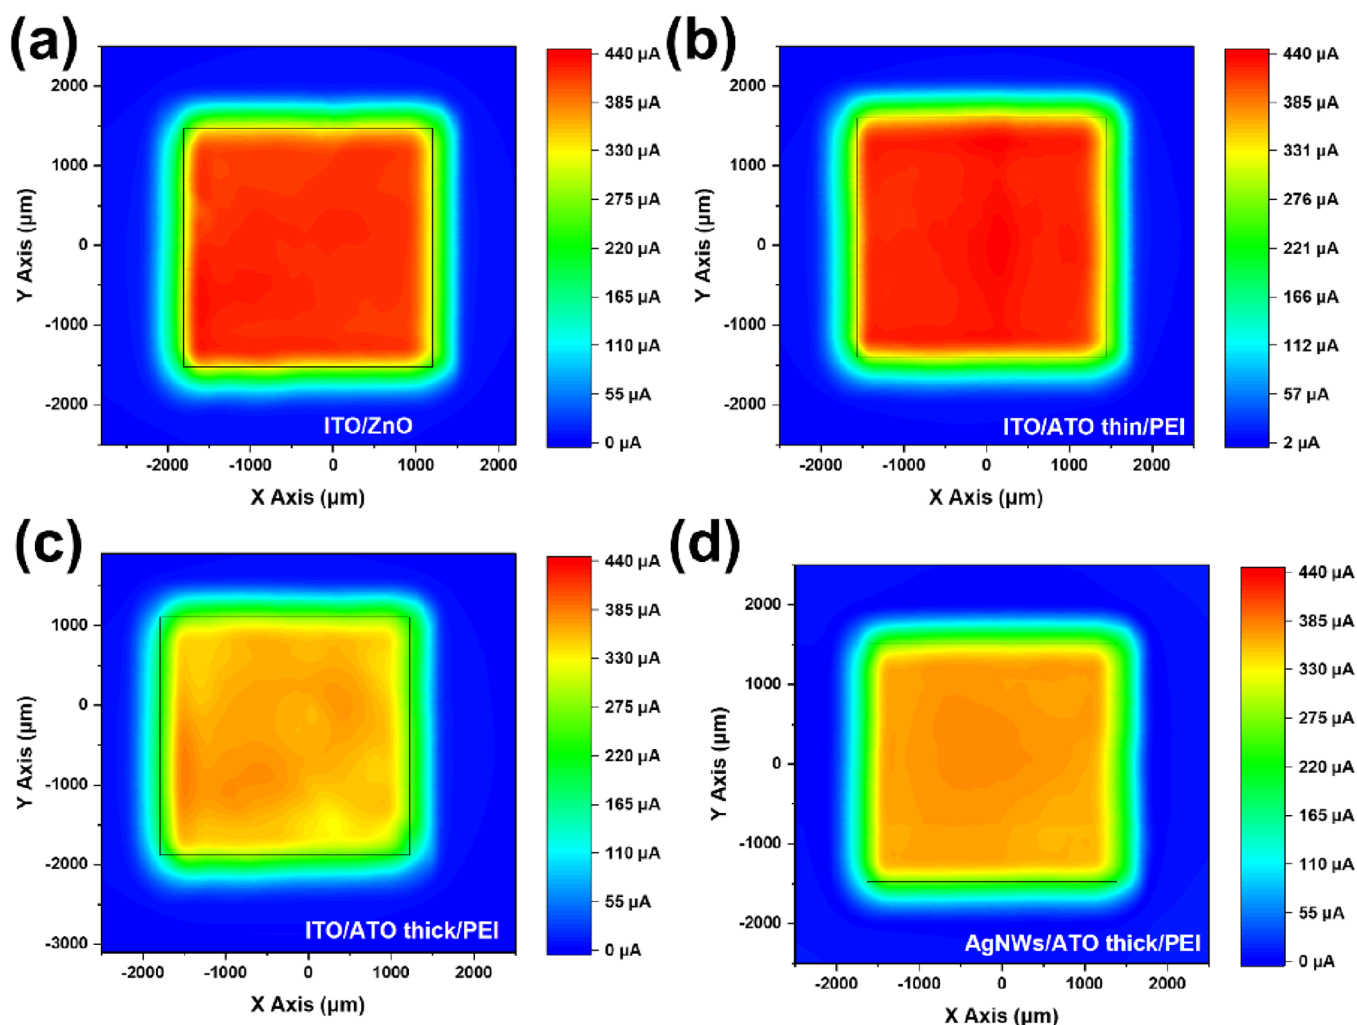 (a)
2000
1000
0
-1000
-2000
Y Axis (µm)
-2000 -1000 0 1000 2000
X Axis (µm)
ITO/ZnO
440 µA
385 µA
330 µA
275 µA
220 µA
165 µA
110 µA
55 µA
0 µA
(b)
2000
1000
0
-1000
-2000
Y Axis (µm)
-2000 -1000 0 1000 2000
X Axis (µm)
ITO/ATO thin/PEI
440 µA
385 µA
331 µA
276 µA
221 µA
166 µA
112 µA
57 µA
2 µA
(c)
1000
0
-1000
-2000
-3000
Y Axis (µm)
-2000 -1000 0 1000 2000
X Axis (µm)
ITO/ATO thick/PEI
440 µA
385 µA
330 µA
275 µA
220 µA
165 µA
110 µA
55 µA
0 µA
(d)
2000
1000
0
-1000
-2000
Y Axis (µm)
-2000 -1000 0 1000 2000
X Axis (µm)
AgNWs/ATO thick/PEI
440 µA
385 µA
330 µA
275 µA
220 µA
165 µA
110 µA
55 µA
0 µA